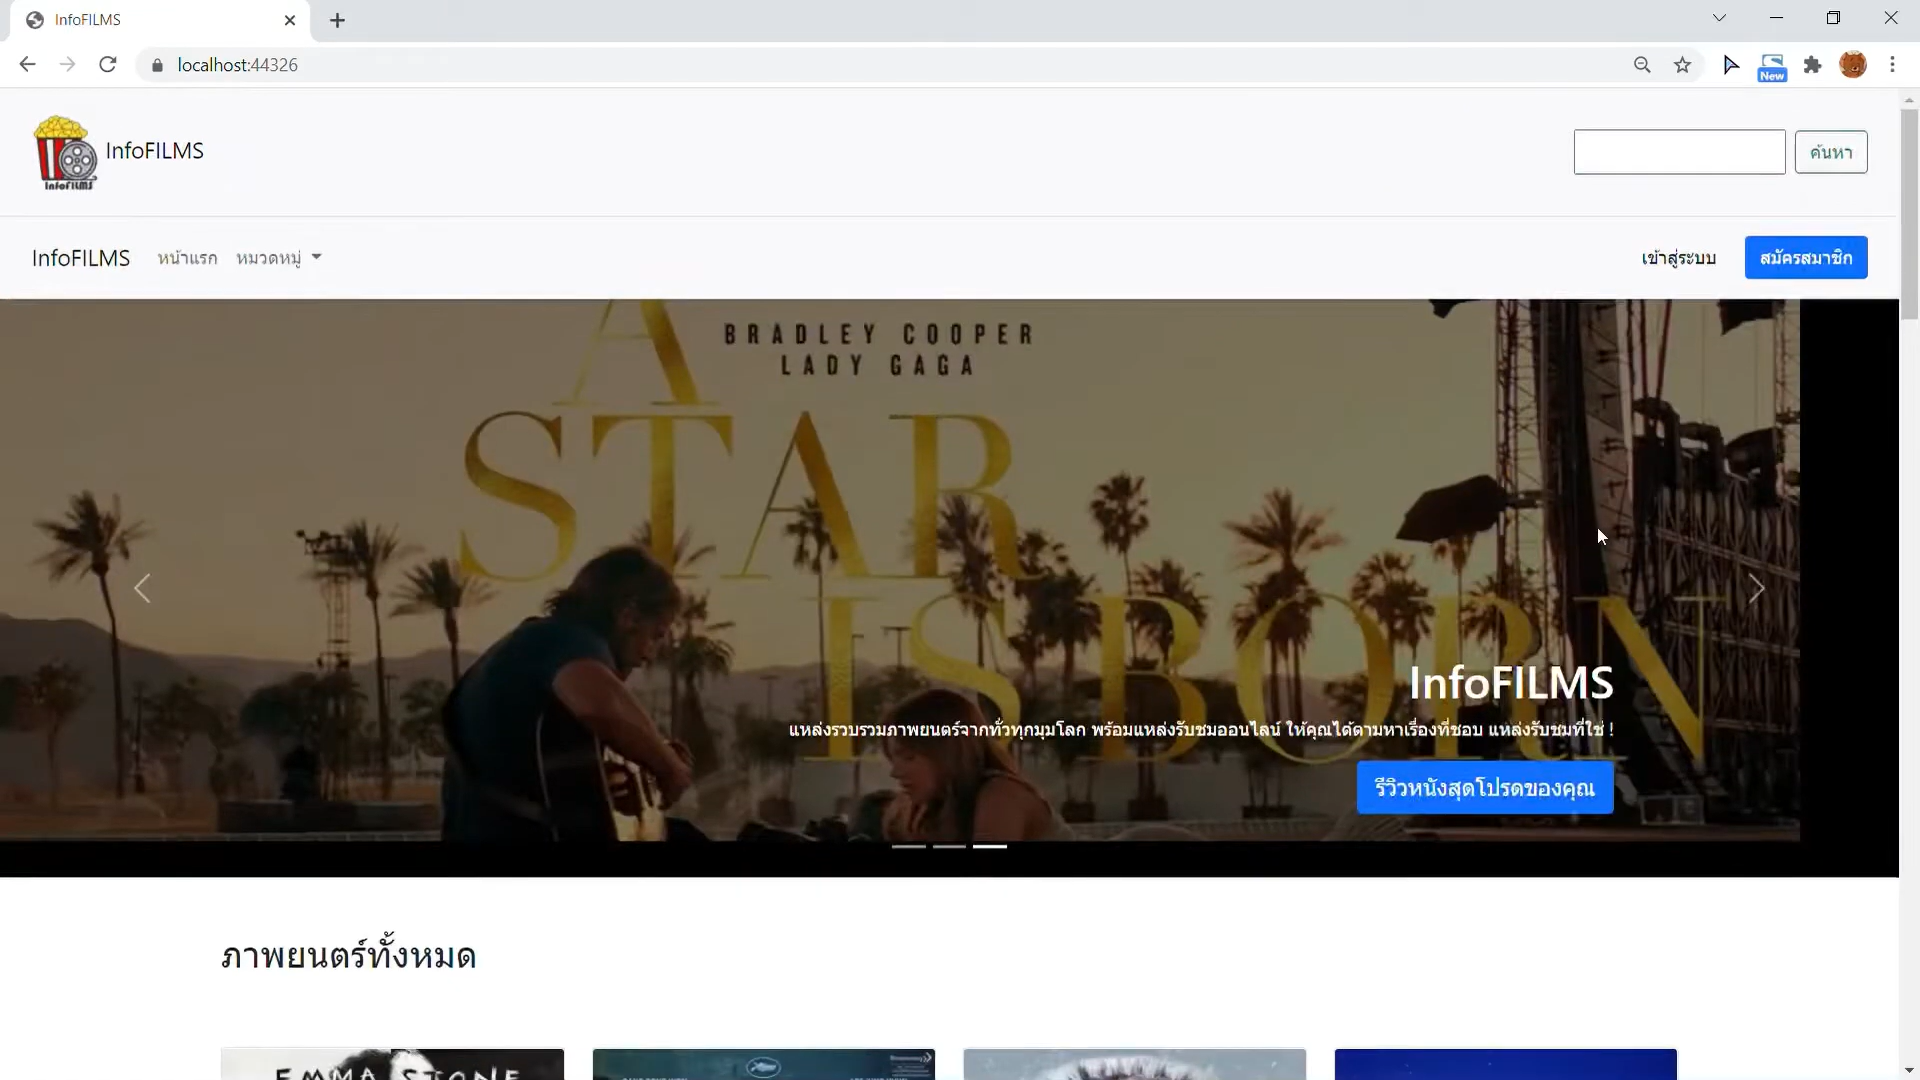 InfoFILMS
localhost:44326
New
InfoFILMS
InfoFILMS
ค้นหา
InfoFILMS
หน้าแรก
หมวดหมู่
เข้าสู่ระบบ
สมัครสมาชิก
BRADLEY COOPER
LADY GAGA
A
STAR
IS BORN
InfoFILMS
แหล่งรวบรวมภาพยนตร์จากทั่วทุกมุมโลก พร้อมแหล่งรับชมออนไลน์ ให้คุณได้ตามหาเรื่องที่ชอบ แหล่งรับชมที่ใช่ !
รีวิวหนังสุดโปรดของคุณ
ภาพยนตร์ทั้งหมด
EMMA STONE